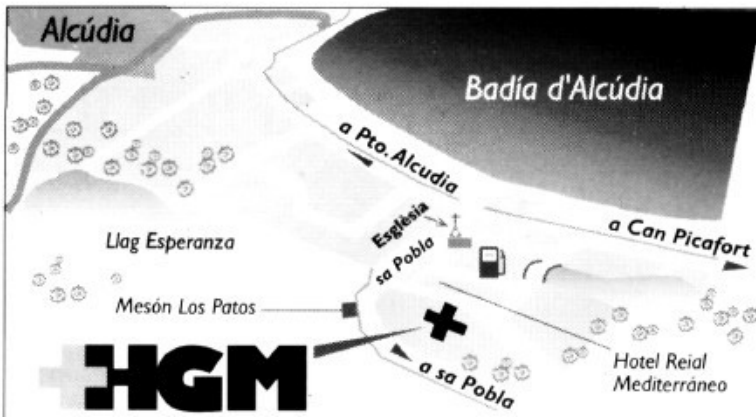 Alcúdia
Badía d'Alcúdia
a Pto. Alcudia
a Can Picafort
Església
sa Pobla
Llag Esperanza
Mesón Los Patos
HGM
a sa Pobla
Hotel Reial
Mediterráneo